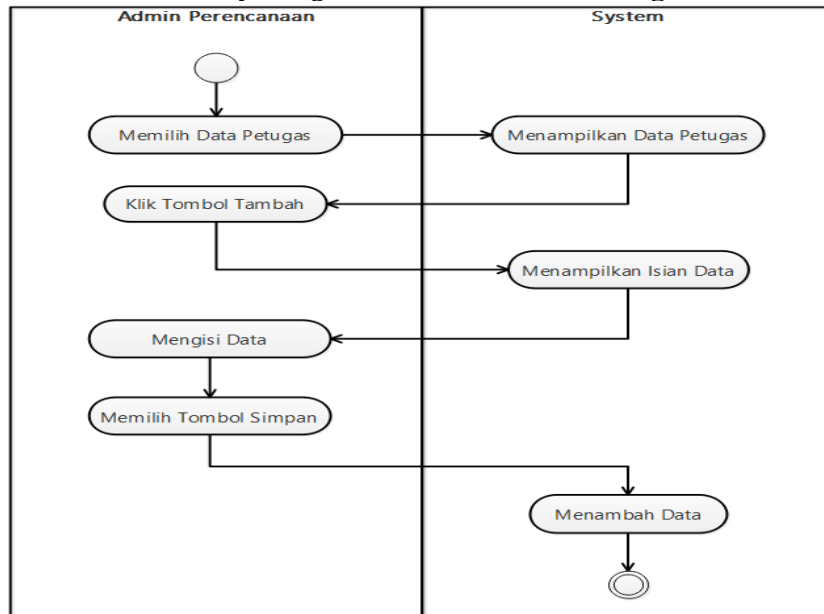 Admin Perencanaan
System
Memilih Data Petugas
Menampilkan Data Petugas
Klik Tombol Tambah
Menampilkan Isian Data
Mengisi Data
Memilih Tombol Simpan
Menambah Data